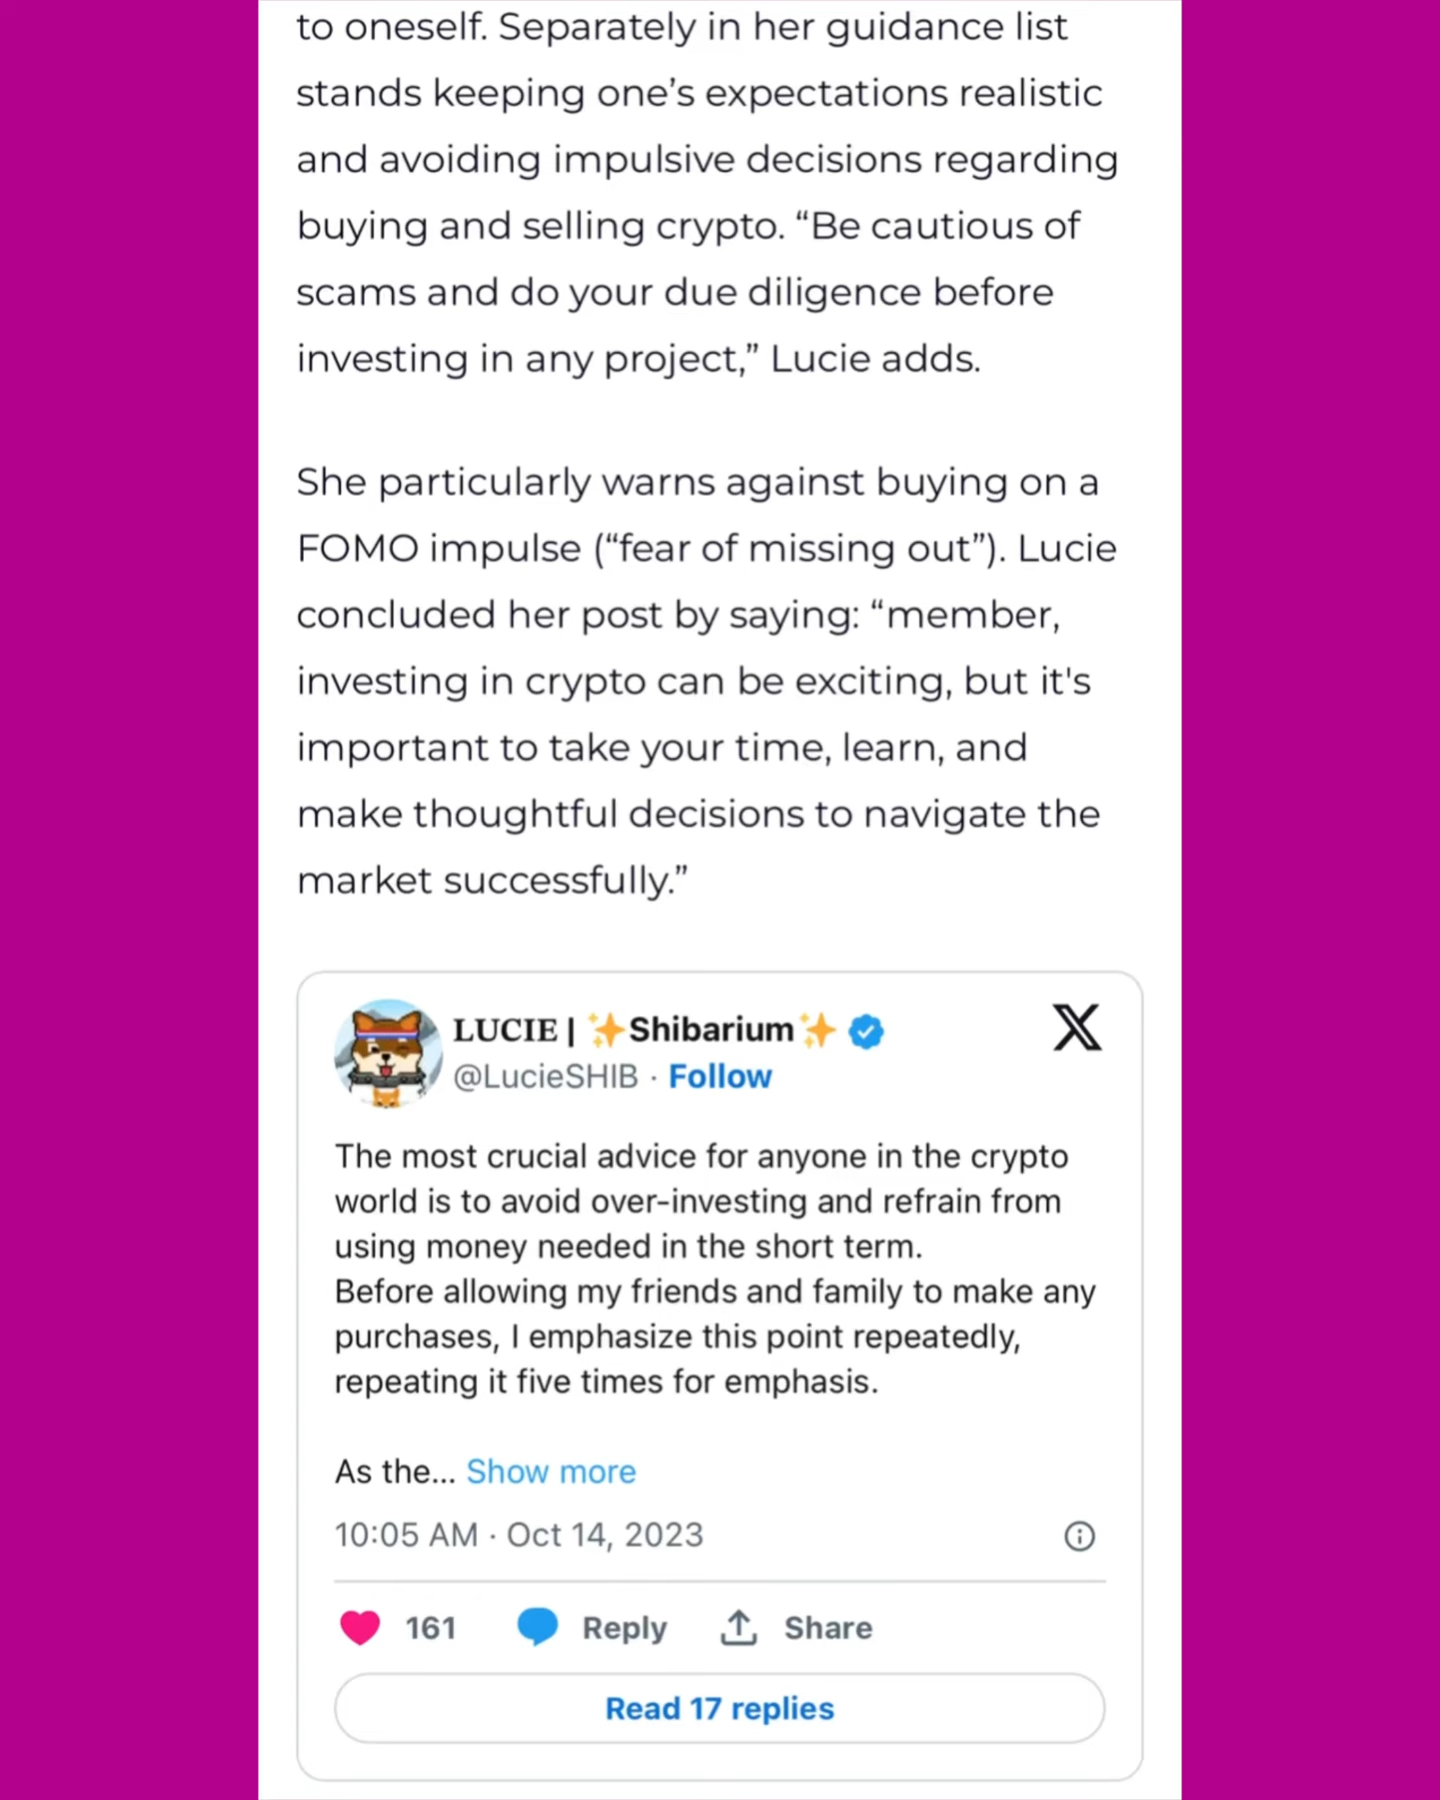 to oneself. Separately in her guidance list
stands keeping one’s expectations realistic
and avoiding impulsive decisions regarding
buying and selling crypto. “Be cautious of
scams and do your due diligence before
investing in any project,” Lucie adds.
She particularly warns against buying on a
FOMO impulse (“fear of missing out”). Lucie
concluded her post by saying: “member,
investing in crypto can be exciting, but it's
important to take your time, learn, and
make thoughtful decisions to navigate the
market successfully.”
LUCIE | ✨Shibarium✨
@LucieSHIB · Follow
The most crucial advice for anyone in the crypto
world is to avoid over-investing and refrain from
using money needed in the short term.
Before allowing my friends and family to make any
purchases, I emphasize this point repeatedly,
repeating it five times for emphasis.
As the... Show more
10:05 AM · Oct 14, 2023
161 Reply Share
Read 17 replies